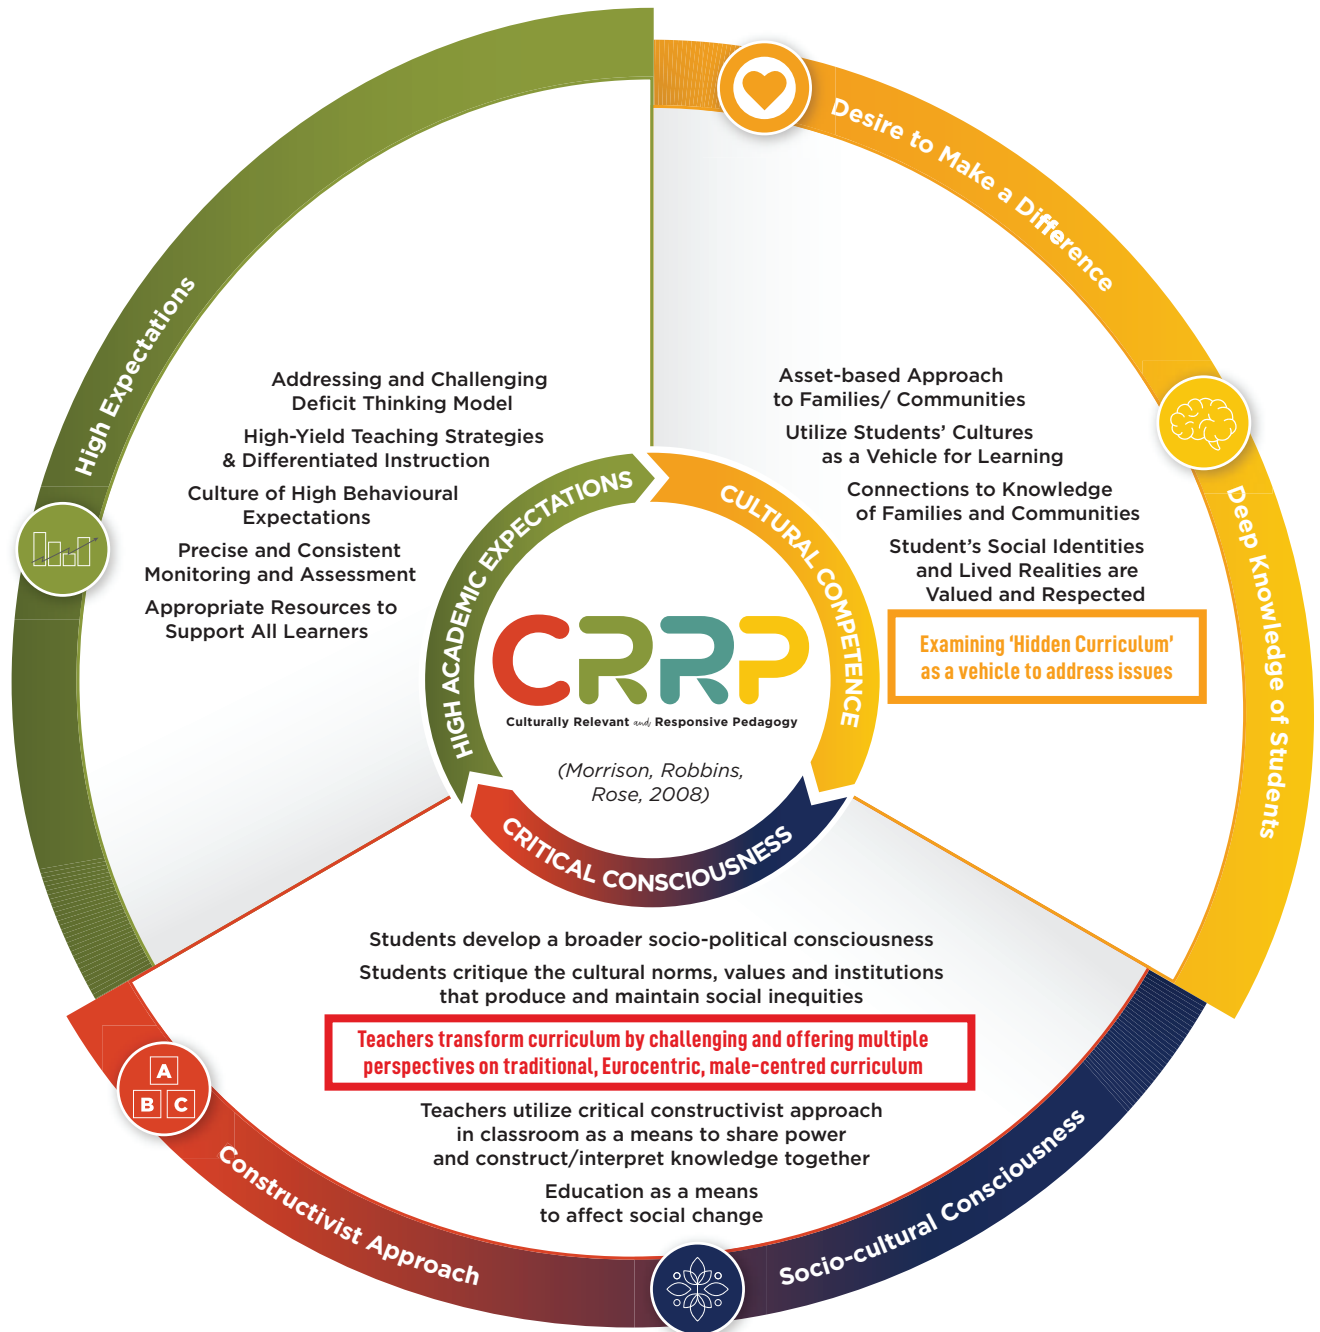 High Expectations
Addressing and Challenging
Deficit Thinking Model
High-Yield Teaching Strategies
& Differentiated Instruction
Culture of High Behavioural
Expectations
Precise and Consistent
Monitoring and Assessment
Appropriate Resources to
Support All Learners
Desire to Make a Difference
Deep Knowledge of Students
Asset-based Approach
to Families/ Communities
Utilize Students’ Cultures
as a Vehicle for Learning
Connections to Knowledge
of Families and Communities
Student’s Social Identities
and Lived Realities are
Valued and Respected
Examining ‘Hidden Curriculum’
as a vehicle to address issues
HIGH ACADEMIC EXPECTATIONS
CULTURAL COMPETENCE
CRITICAL CONSCIOUSNESS
CRRP
Culturally Relevant and Responsive Pedagogy
(Morrison, Robbins,
Rose, 2008)
Students develop a broader socio-political consciousness
Students critique the cultural norms, values and institutions
that produce and maintain social inequities
Teachers transform curriculum by challenging and offering multiple
perspectives on traditional, Eurocentric, male-centred curriculum
Teachers utilize critical constructivist approach
in classroom as a means to share power
and construct/interpret knowledge together
Education as a means
to affect social change
A
B C
Constructivist Approach
Socio-cultural Consciousness